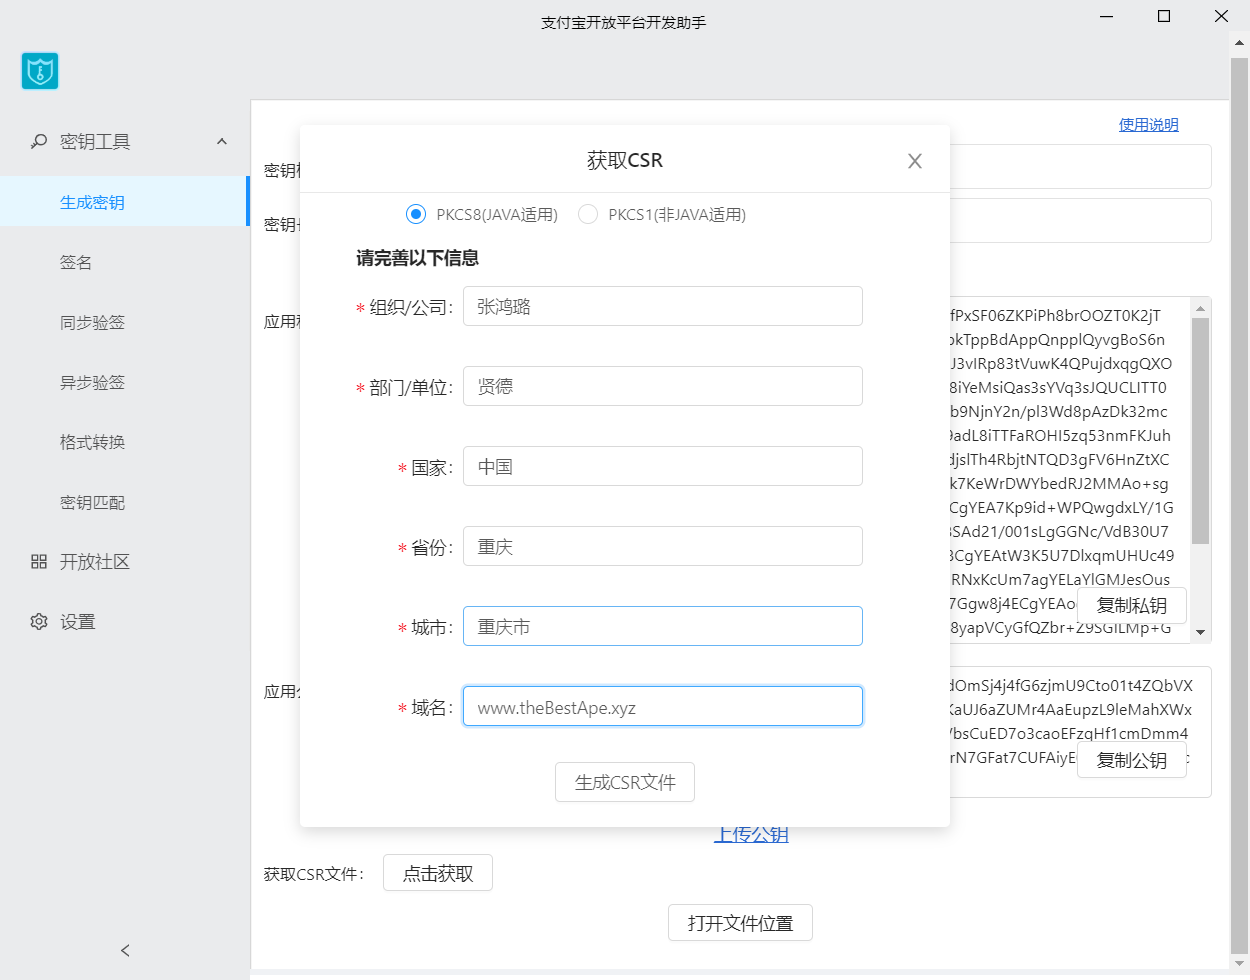 支付宝开放平台开发助手
密钥工具
生成密钥
签名
同步验签
异步验签
格式转换
密钥匹配
开放社区
设置
使用说明
密钥
密钥
应用
获取CSR
PKCS8(JAVA适用) PKCS1(非JAVA适用)
请完善以下信息
* 组织/公司: 张鸿璐
* 部门/单位: 贤德
* 国家: 中国
* 省份: 重庆
* 城市: 重庆市
* 域名: www.theBestApe.xyz
生成CSR文件
fPxSF06ZKPiPh8brOOZT0K2jT
okTppBdAppQnpplQyvgBoS6n
J3vIRp83tVuwK4QPujdxqgQXO
8iYeMsiQas3sYVq3sJQUCLITT0
b9NjnY2n/pl3Wd8pAzDk32mc
9adL8iTTFaROHI5zq53nmFKJuh
djslTh4RbjtNTQD3gFV6HnZtXC
k7KeWrDWYbedRJ2MMAo+sg
CgYEA7Kp9id+WPQwgdxLY/1G
SAd21/001sLgGGNc/VdB30U7
3CgYEAtW3K5U7DlxqmUHUc49
RNxKcUm7agYELaYlGMJesOus
7Ggw8j4ECgYEAo
8yapVCyGfQZbr+Z9SGILMp+G
复制私钥
应用
dOmSj4j4fG6zjmU9Cto01t4ZQbVX
KaUJ6aZUMr4AaEupzL9leMahXWx
/bsCuED7o3caoEFzqHf1cmDmm4
rN7GFat7CUFAiyE
复制公钥
上传公钥
获取CSR文件: 点击获取
打开文件位置